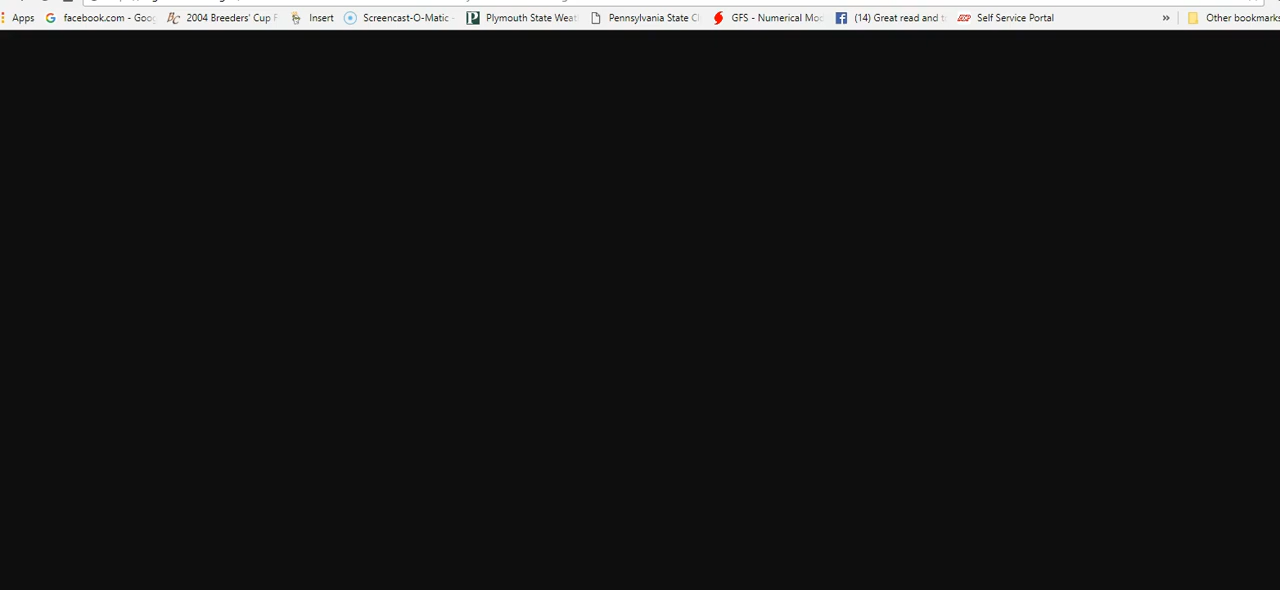 Apps facebook.com - Goog 2004 Breeders' Cup F Insert Screencast-O-Matic - Plymouth State Weat Pennsylvania State Cl GFS - Numerical Mod (14) Great read and t Self Service Portal » Other bookmarks